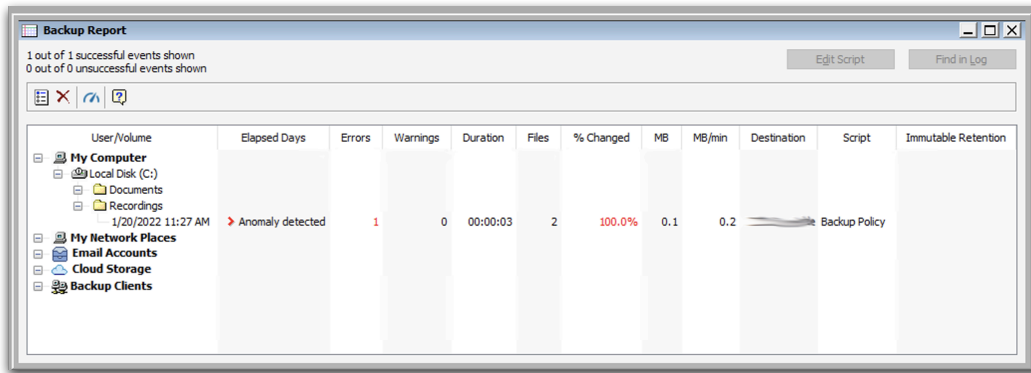 Backup Report
1 out of 1 successful events shown
0 out of 0 unsuccessful events shown
Edit Script
Find in Log
User/Volume Elapsed Days Errors Warnings Duration Files % Changed MB MB/min Destination Script Immutable Retention
My Computer
Local Disk (C:)
Documents
Recordings
1/20/2022 11:27 AM Anomaly detected 1 0 00:00:03 2 100.0% 0.1 0.2 Backup Policy
My Network Places
Email Accounts
Cloud Storage
Backup Clients